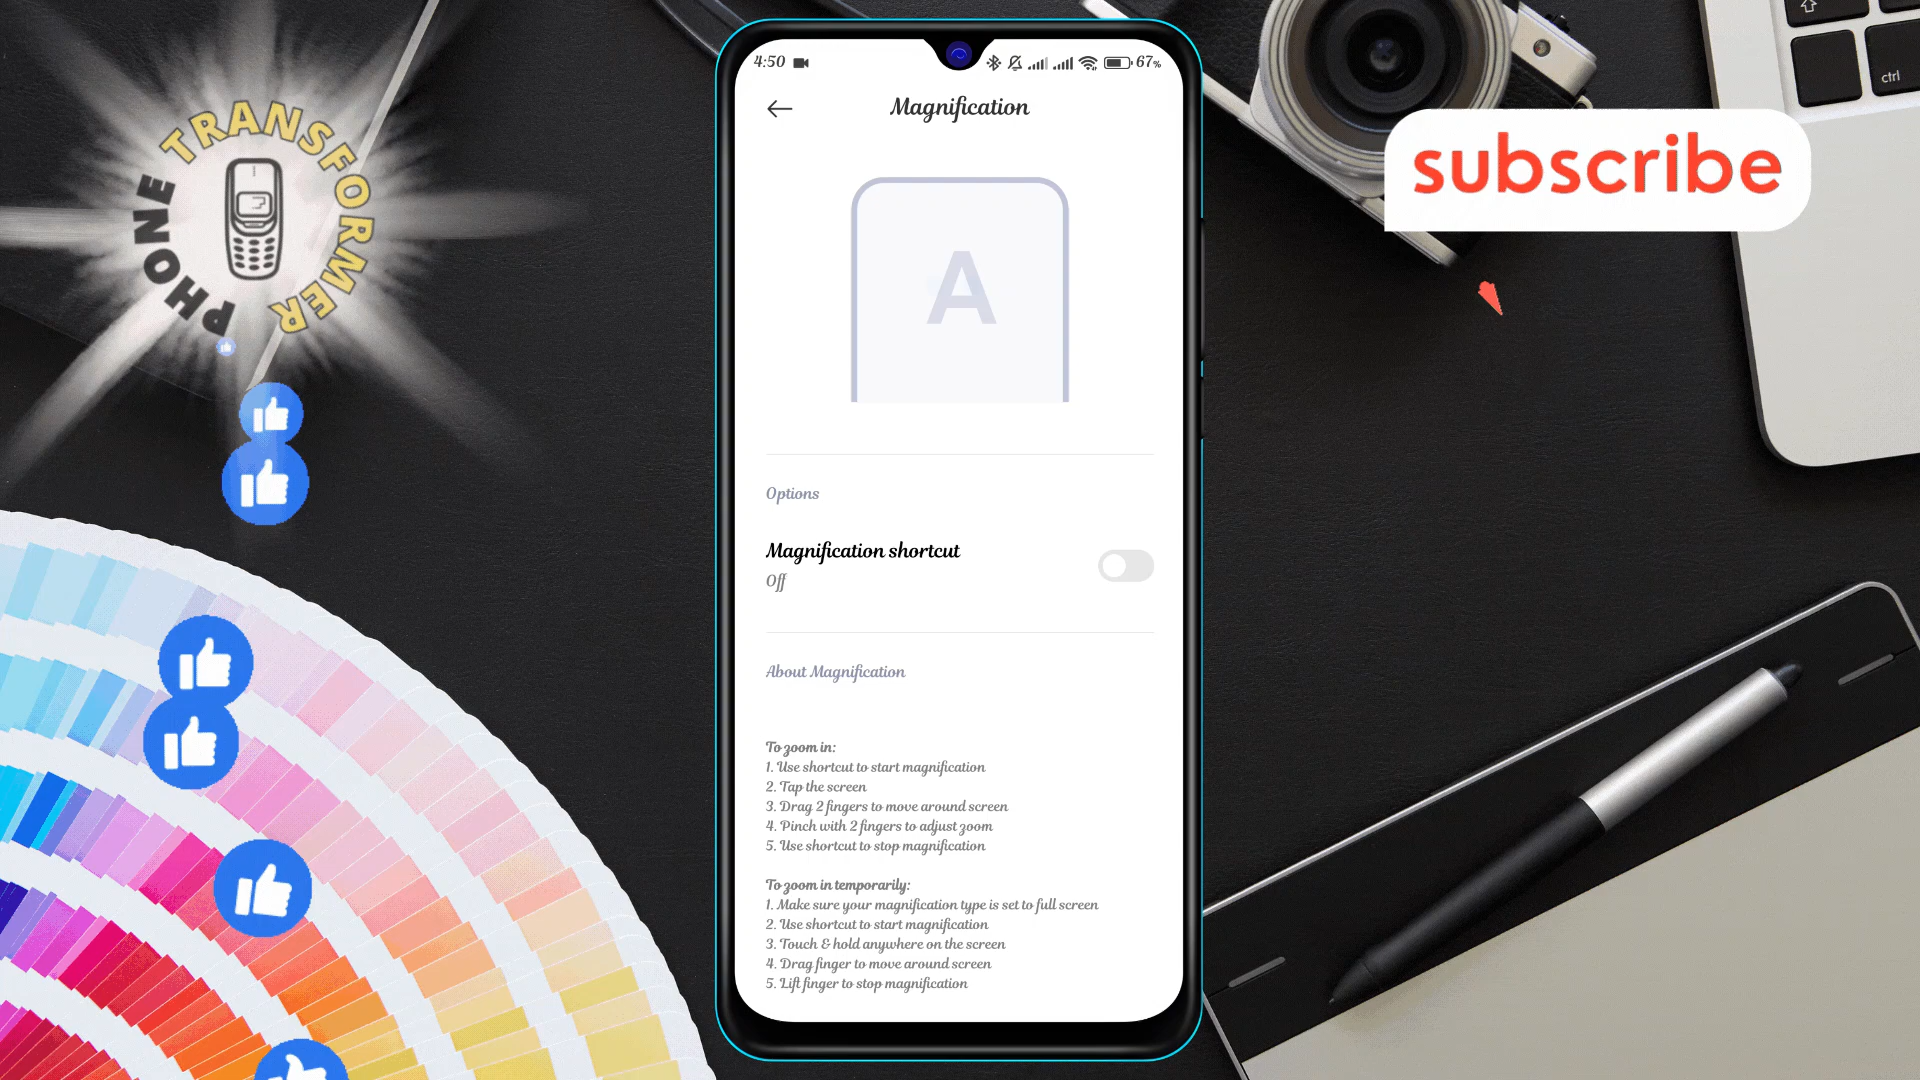 PHONE TRANSFORMER
4:50
67%
Magnification
A
Options
Magnification shortcut
Off
About Magnification
To zoom in:
1. Use shortcut to start magnification
2. Tap the screen
3. Drag 2 fingers to move around screen
4. Pinch with 2 fingers to adjust zoom
5. Use shortcut to stop magnification
To zoom in temporarily:
1. Make sure your magnification type is set to full screen
2. Use shortcut to start magnification
3. Touch & hold anywhere on the screen
4. Drag finger to move around screen
5. Lift finger to stop magnification
subscribe
ctrl